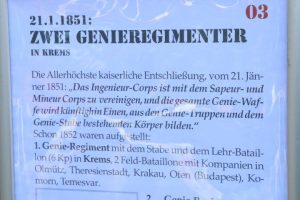 03
21.1.1851:
ZWEI GENIEREGIMENTER
IN KREMS
Die Allerhöchste kaiserliche Entschließung, vom 21. Jän-
ner 1851: „Das Ingenieur-Corps ist mit dem Sapeur- und
Mineur Corps zu vereinigen, und die gesamte Genie-Waf-
fe wird künftighin Einen, aus den Genie-Truppen und dem
Genie-Stabe bestehenden Körper bilden.“
Schon 1852 waren aufgestellt:
1. Genie-Regiment mit dem Stabe und dem Lehr-Batail-
lon (6 Kp) in Krems, 2 Feld-Bataillone mit Kompanien in
Olmütz, Theresienstadt, Krakau, Ofen (Budapest), Ko-
morn, Temesvar.
2.